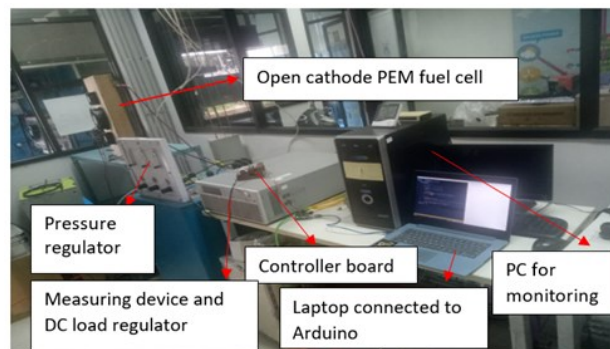 Open cathode PEM fuel cell
Pressure
regulator
Controller board
PC for
monitoring
Measuring device and
DC load regulator
Laptop connected to
Arduino